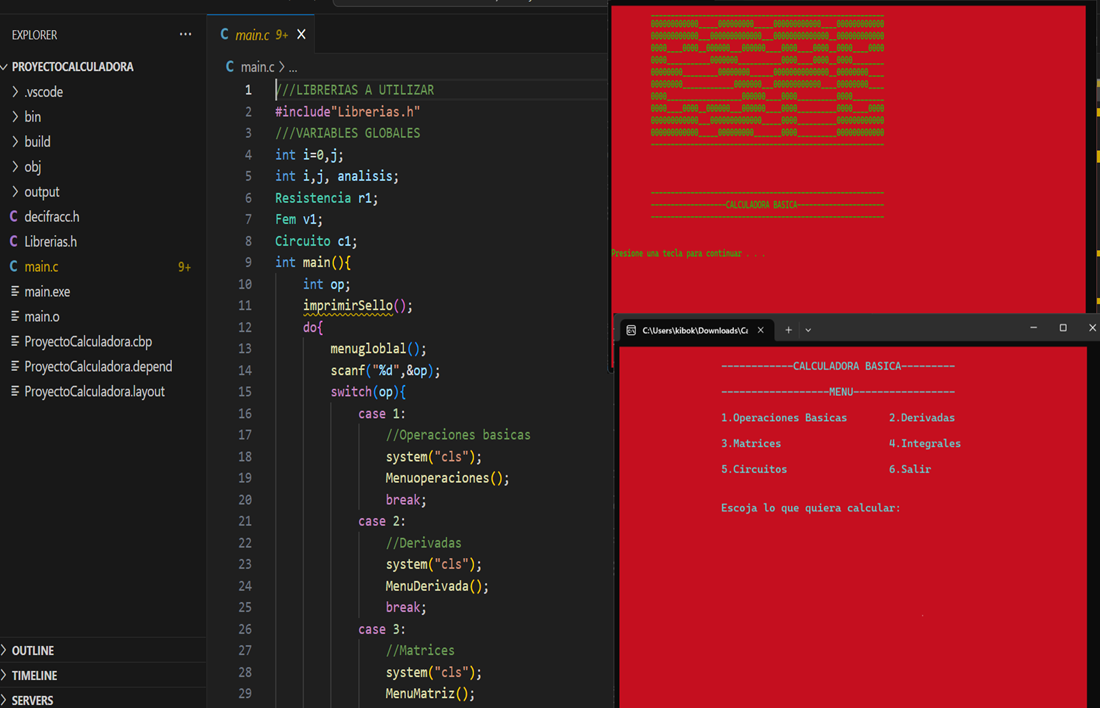 EXPLORER
···
PROYECTOCALCULADORA
.vscode
bin
build
obj
output
C decifracc.h
C Librerias.h
C main.c 9+
main.exe
main.o
ProyectoCalculadora.cbp
ProyectoCalculadora.depend
ProyectoCalculadora.layout
OUTLINE
TIMELINE
SERVERS
C main.c 9+ X
C main.c > ...
1 ///LIBRERIAS A UTILIZAR
2 #include"Librerias.h"
3 ///VARIABLES GLOBALES
4 int i=0,j;
5 int i,j, analisis;
6 Resistencia r1;
7 Fem v1;
8 Circuito c1;
9 int main(){
10 int op;
11 imprimirSello();
12 do{
13 menugloblal();
14 scanf("%d",&op);
15 switch(op){
16 case 1:
17 //Operaciones basicas
18 system("cls");
19 Menuoperaciones();
20 break;
21 case 2:
22 //Derivadas
23 system("cls");
24 MenuDerivada();
25 break;
26 case 3:
27 //Matrices
28 system("cls");
29 MenuMatriz();
CALCULADORA BASICA
Presione una tecla para continuar . . .
C:\Users\kibok\Downloads\Ca
------------CALCULADORA BASICA---------
------------------MENU-----------------
1.Operaciones Basicas 2.Derivadas
3.Matrices 4.Integrales
5.Circuitos 6.Salir
Escoja lo que quiera calcular: